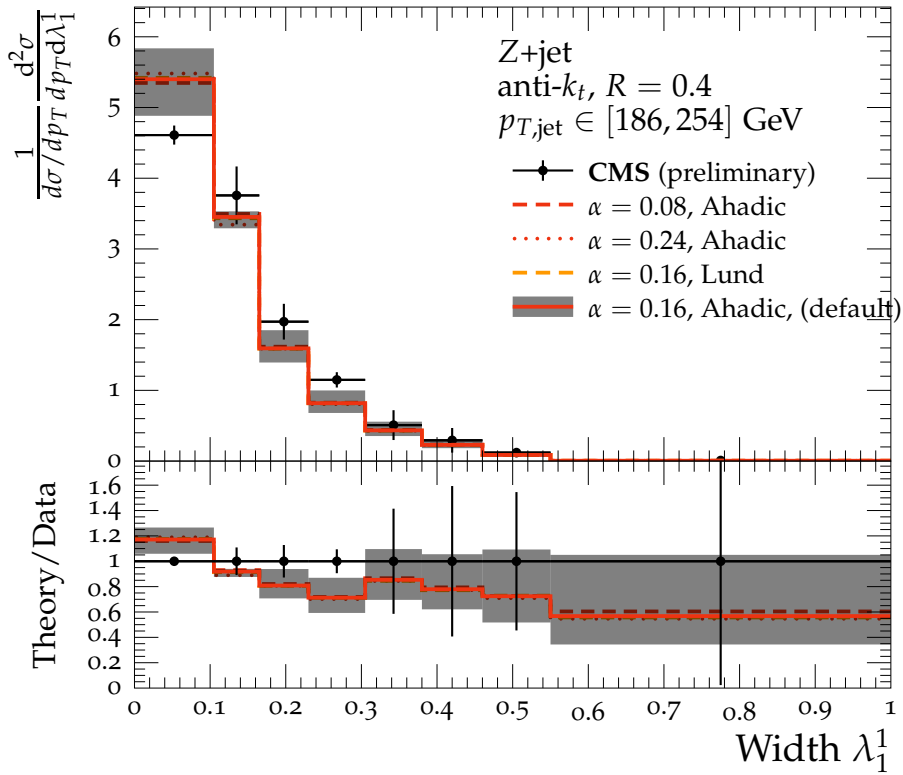 1/(dσ/dp_T) d²σ/(dp_T dλ₁¹)
6
5
4
3
2
1
0
Z+jet
anti-k_t, R = 0.4
p_T,jet ∈ [186, 254] GeV
CMS (preliminary)
α = 0.08, Ahadic
α = 0.24, Ahadic
α = 0.16, Lund
α = 0.16, Ahadic, (default)
Theory/Data
1.6
1.4
1.2
1
0.8
0.6
0.4
0.2
0
0 0.1 0.2 0.3 0.4 0.5 0.6 0.7 0.8 0.9 1
Width λ₁¹